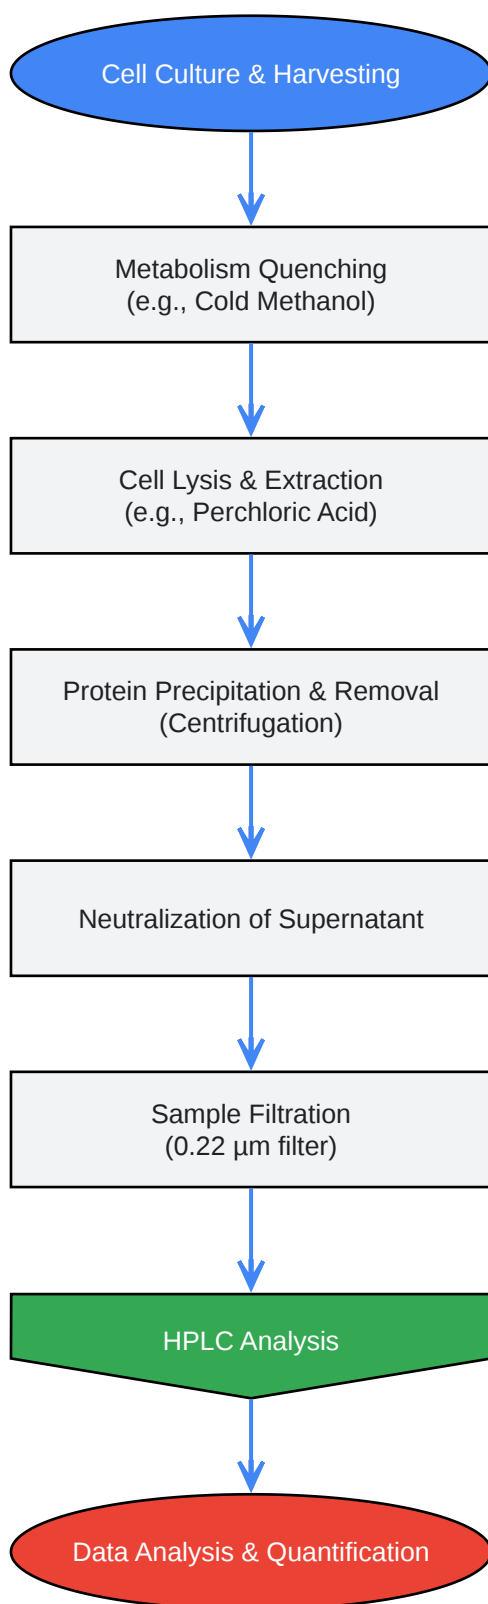 Cell Culture & Harvesting
Metabolism Quenching
(e.g., Cold Methanol)
Cell Lysis & Extraction
(e.g., Perchloric Acid)
Protein Precipitation & Removal
(Centrifugation)
Neutralization of Supernatant
Sample Filtration
(0.22 µm filter)
HPLC Analysis
Data Analysis & Quantification